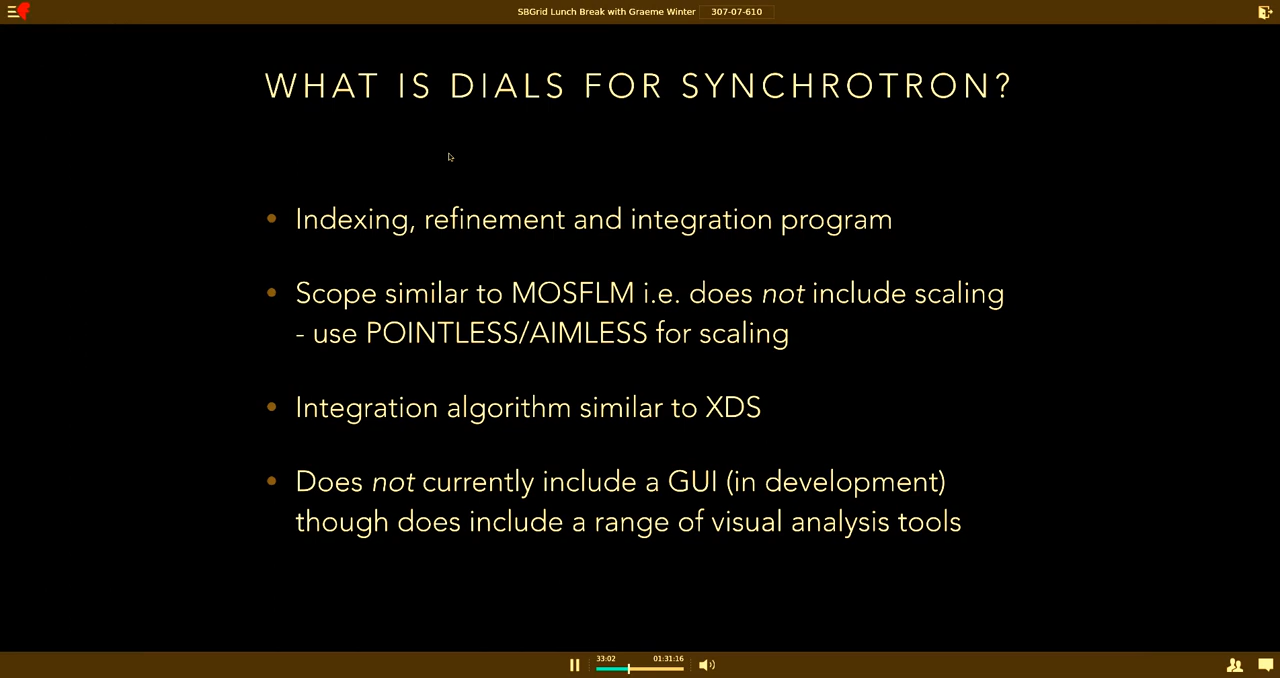 SBGrid Lunch Break with Graeme Winter 307-07-610
WHAT IS DIALS FOR SYNCHROTRON?
• Indexing, refinement and integration program
• Scope similar to MOSFLM i.e. does not include scaling
- use POINTLESS/AIMLESS for scaling
• Integration algorithm similar to XDS
• Does not currently include a GUI (in development)
though does include a range of visual analysis tools
33:02 01:31:16